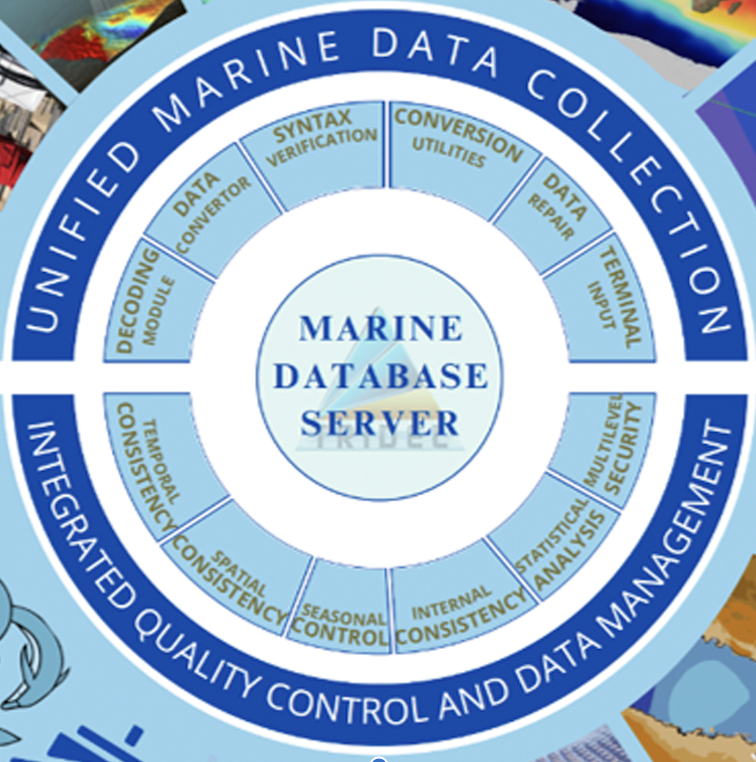 UNIFIED MARINE DATA COLLECTION
DECODING
MODULE
DATA
CONVERTOR
SYNTAX
VERIFICATION
CONVERSION
UTILITIES
DATA
REPAIR
TERMINAL
INPUT
MARINE
DATABASE
SERVER
TRIDEC
TEMPORAL
CONSISTENCY
SPATIAL
CONSISTENCY
SEASONAL
CONTROL
INTERNAL
CONSISTENCY
STATISTICAL
ANALYSIS
MULTILEVEL
SECURITY
INTEGRATED QUALITY CONTROL AND DATA MANAGEMENT